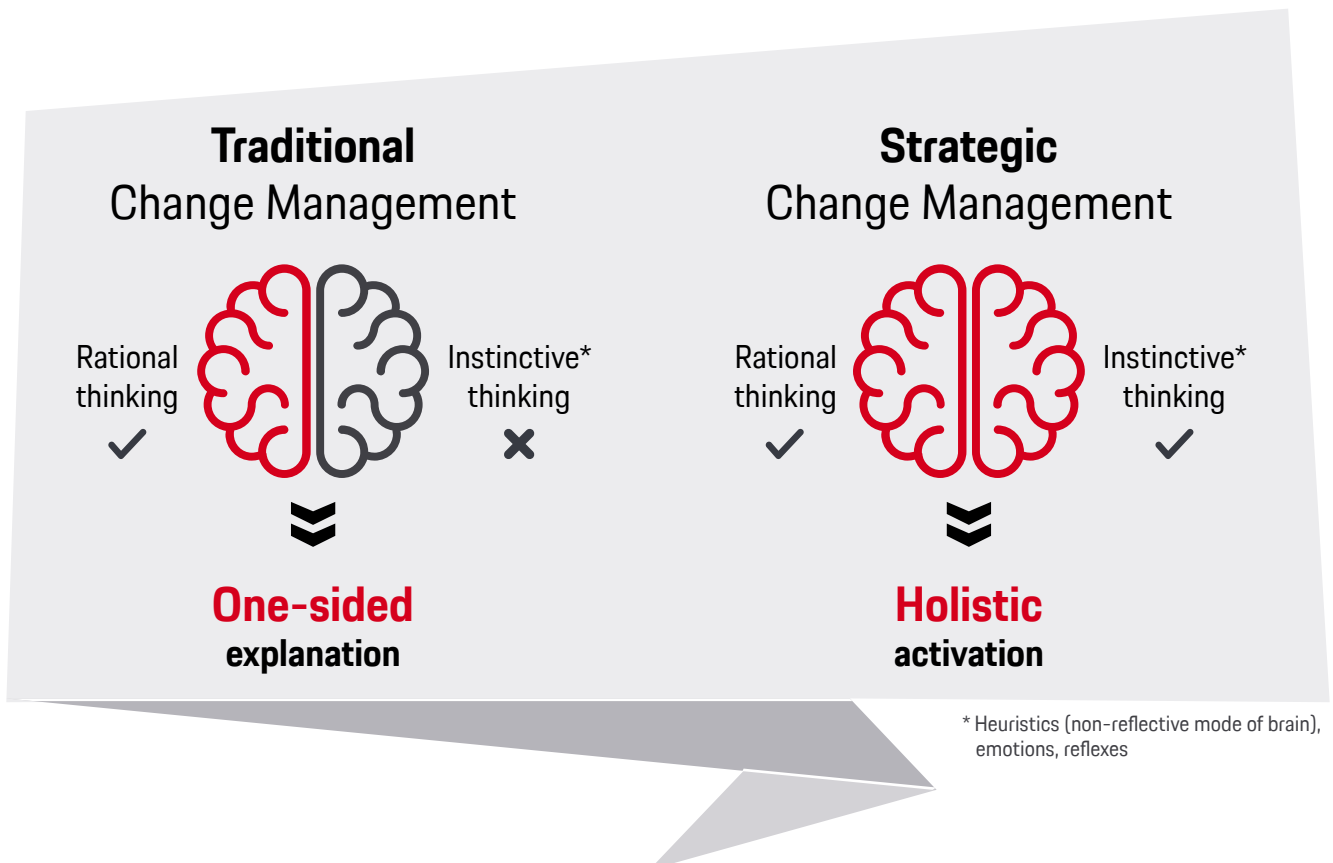 Traditional
Change Management
Rational
thinking
Instinctive*
thinking
One-sided
explanation
Strategic
Change Management
Rational
thinking
Instinctive*
thinking
Holistic
activation
* Heuristics (non-reflective mode of brain),
emotions, reflexes